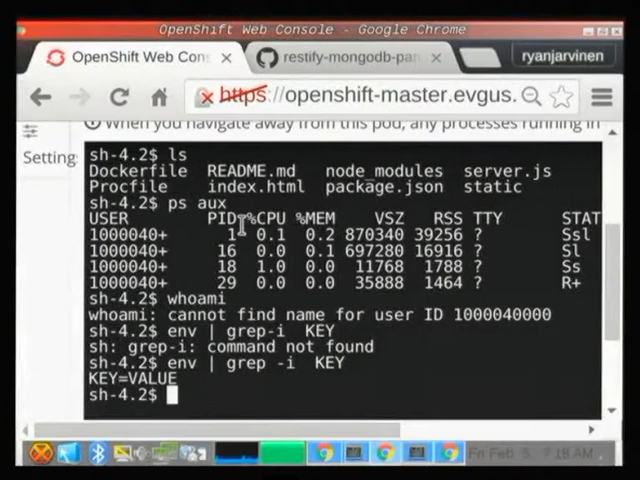 OpenShift Web Console - Google Chrome
OpenShift Web Cons × restify-mongodb-par × ryanjarvinen
https://openshift-master.evgus.
When you navigate away from this pod, any processes running in
Setting
sh-4.2$ ls
Dockerfile README.md node_modules server.js
Procfile index.html package.json static
sh-4.2$ ps aux
USER PID %CPU %MEM VSZ RSS TTY STAT
1000040+ 1 0.1 0.2 870340 39256 ? Ssl
1000040+ 16 0.0 0.1 697280 16916 ? Sl
1000040+ 18 1.0 0.0 11768 1788 ? Ss
1000040+ 29 0.0 0.0 35888 1464 ? R+
sh-4.2$ whoami
whoami: cannot find name for user ID 1000040000
sh-4.2$ env | grep-i  KEY
sh: grep-i: command not found
sh-4.2$ env | grep -i  KEY
KEY=VALUE
sh-4.2$
Fri Feb 5, 7:18 AM